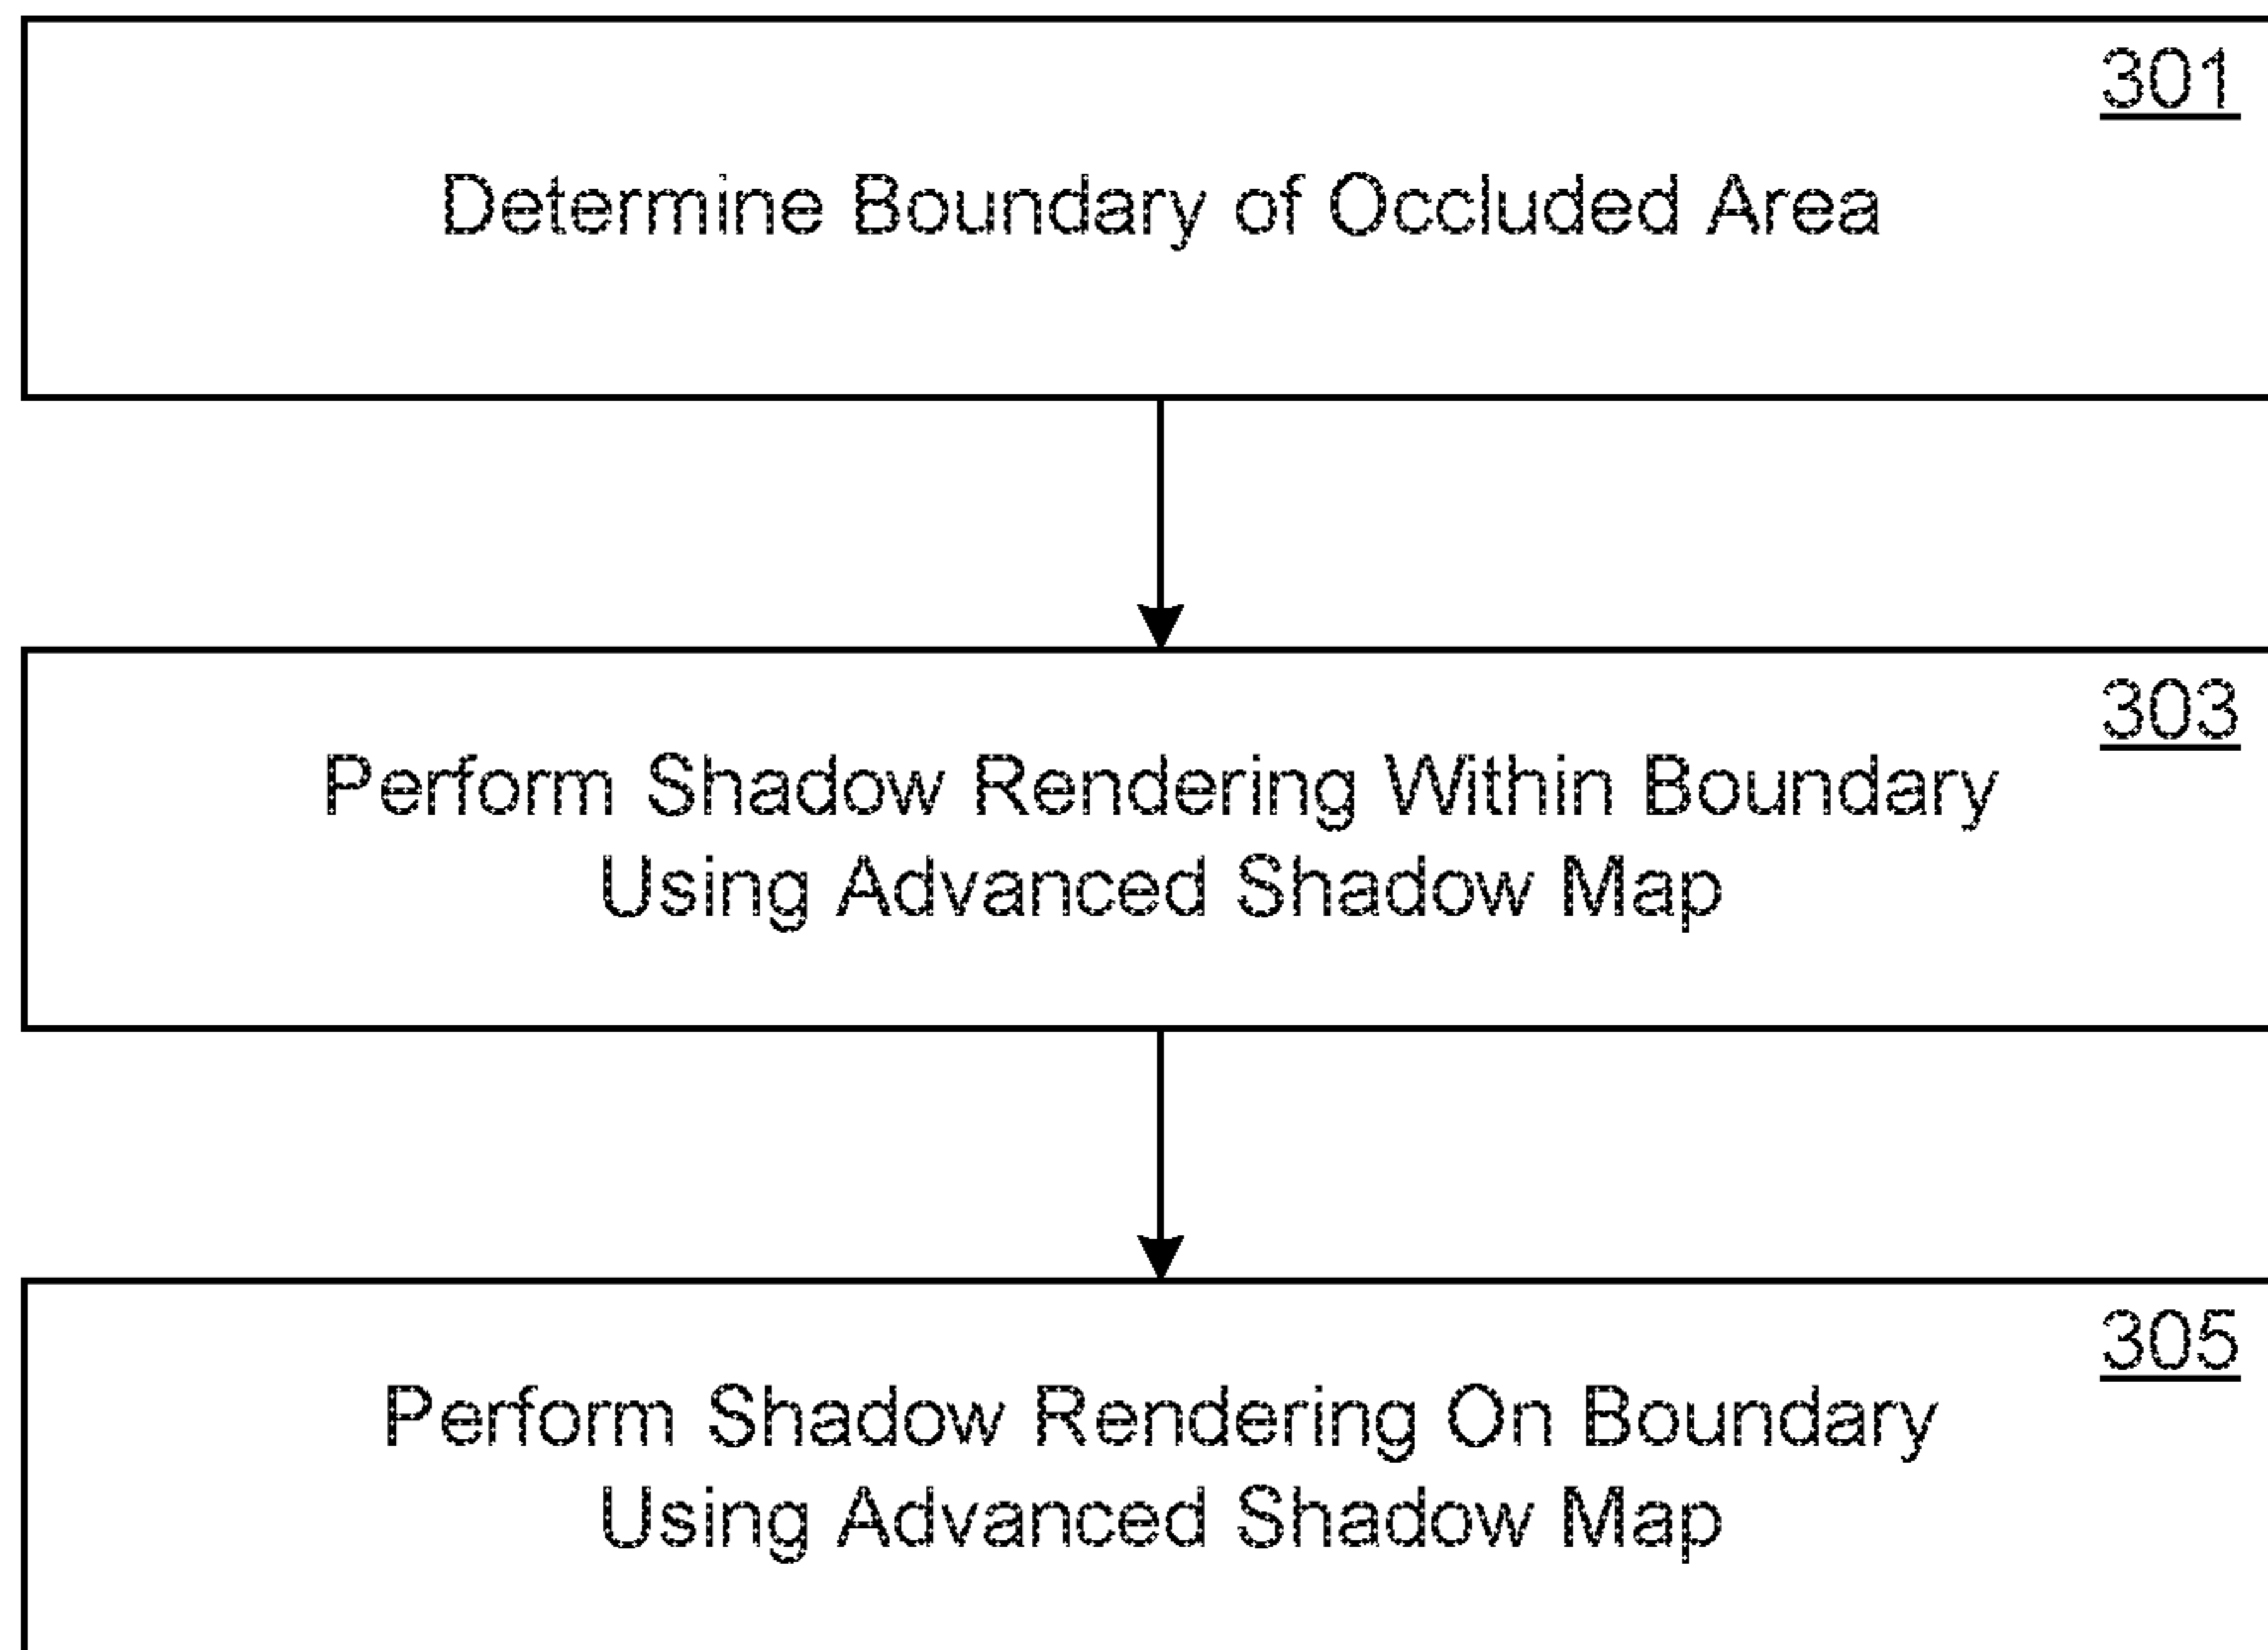 301
Determine Boundary of Occluded Area
303
Perform Shadow Rendering Within Boundary
Using Advanced Shadow Map
305
Perform Shadow Rendering On Boundary
Using Advanced Shadow Map